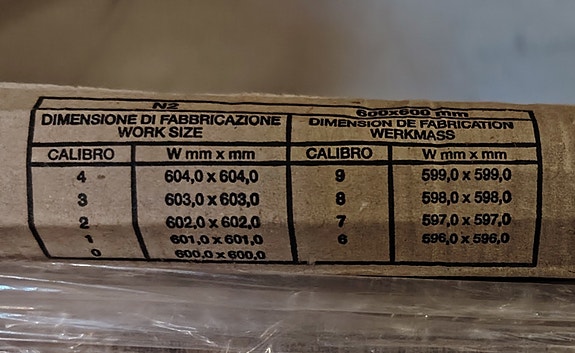 N2 600x600 mm
DIMENSIONE DI FABBRICAZIONE DIMENSION DE FABRICATION
WORK SIZE WERKMASS
CALIBRO W mm x mm CALIBRO W mm x mm
4 604,0 x 604,0 9 599,0 x 599,0
3 603,0 x 603,0 8 598,0 x 598,0
2 602,0 x 602,0 7 597,0 x 597,0
1 601,0 x 601,0 6 596,0 x 596,0
0 600,0 x 600,0